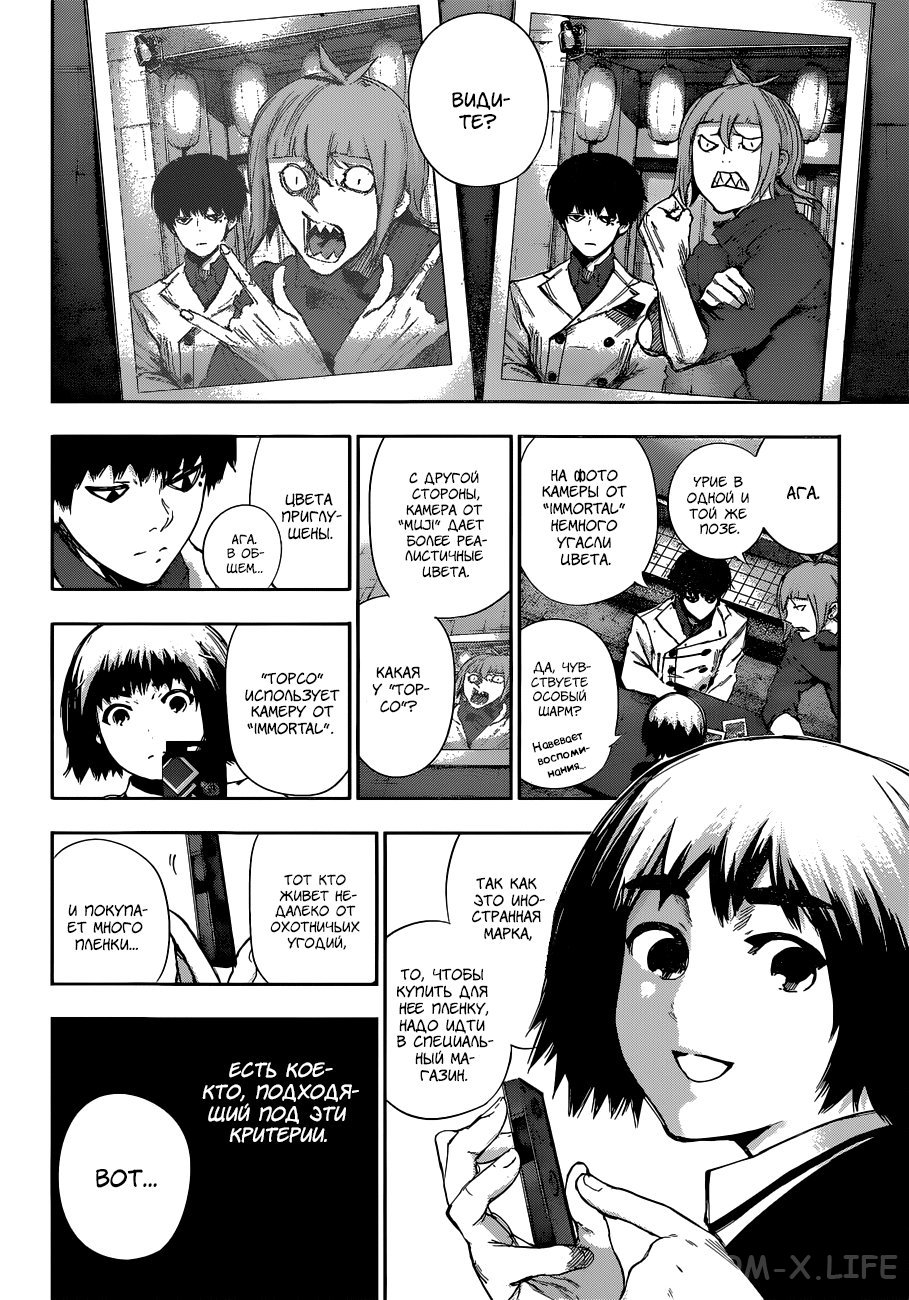 ВИДИ-
ТЕ?
АГА.
УРИЕ В
ОДНОЙ И
ТОЙ ЖЕ
ПОЗЕ.
НА ФОТО
КАМЕРЫ ОТ
"IMMORTAL"
НЕМНОГО
УГАСЛИ
ЦВЕТА.
ДА, ЧУВ-
СТВУЕТЕ
ОСОБЫЙ
ШАРМ?
Навевает
воспоми-
нания...
С ДРУГОЙ
СТОРОНЫ,
КАМЕРА ОТ
"MUJI" ДАЕТ
БОЛЕЕ РЕА-
ЛИСТИЧНЫЕ
ЦВЕТА.
КАКАЯ
У "ТОР-
СО"?
ЦВЕТА
ПРИГЛУ-
ШЕНЫ.
АГА.
В ОБ-
ЩЕМ...
"ТОРСО"
ИСПОЛЬЗУЕТ
КАМЕРУ ОТ
"IMMORTAL".
ТАК КАК
ЭТО ИНО-
СТРАННАЯ
МАРКА,
ТО, ЧТОБЫ
КУПИТЬ ДЛЯ
НЕЕ ПЛЕНКУ,
НАДО ИДТИ
В СПЕЦИАЛЬ-
НЫЙ МА-
ГАЗИН.
ТОТ КТО
ЖИВЕТ НЕ-
ДАЛЕКО ОТ
ОХОТНИЧЬИХ
УГОДИЙ,
И ПОКУПА-
ЕТ МНОГО
ПЛЕНКИ...
ЕСТЬ КОЕ-
КТО, ПОДХОДЯ-
ЩИЙ ПОД ЭТИ
КРИТЕРИИ.
ВОТ...